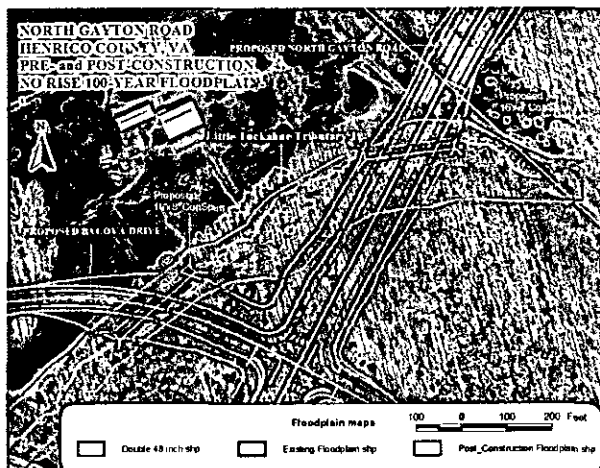 NORTH GAYTON ROAD
HENRICO COUNTY, VA
PRE- and POST-CONSTRUCTION
NO RISE 100-YEAR FLOODPLAIN
PROPOSED NORTH GAYTON ROAD
Proposed
Little Tuckahoe Tributary
Proposed
PROPOSED DRIVE
Floodplain maps
100 0 100 200 Feet
Double 48 inch shp
Existing Floodplain shp
Post_Construction Floodplain shp